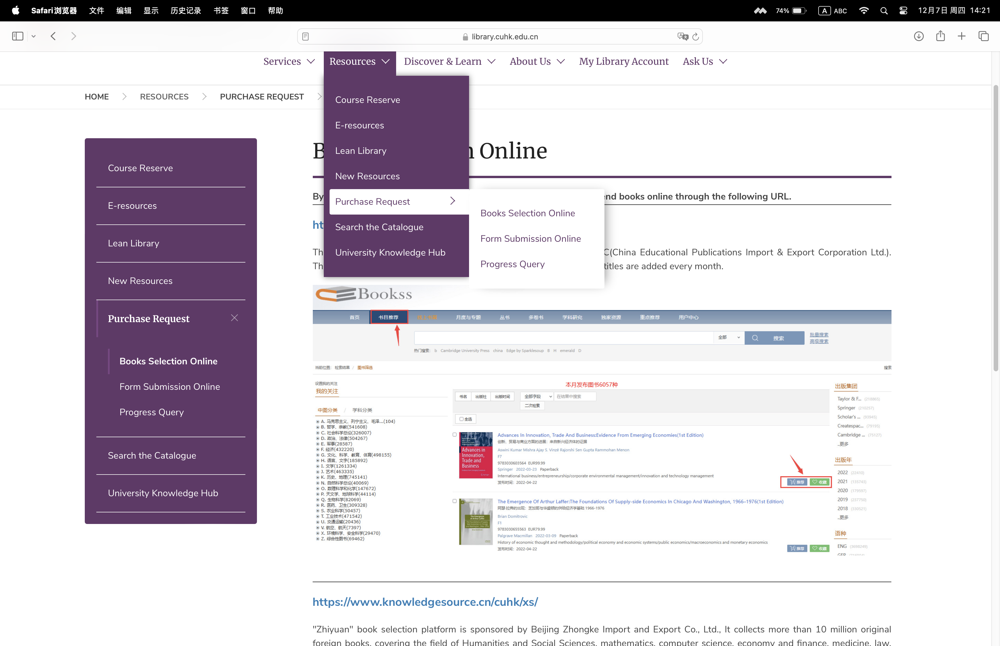 Safari浏览器 文件 编辑 显示 历史记录 书签 窗口 帮助 74% A ABC 12月7日 周四 14:21
library.cuhk.edu.cn
Services Resources Discover & Learn About Us My Library Account Ask Us
HOME RESOURCES PURCHASE REQUEST
Course Reserve
E-resources
Lean Library
New Resources
Purchase Request
Search the Catalogue
University Knowledge Hub
Books Selection Online
Form Submission Online
Progress Query
Course Reserve
E-resources
Lean Library
New Resources
Purchase Request
Books Selection Online
Form Submission Online
Progress Query
Search the Catalogue
University Knowledge Hub
B n Online
By nd books online through the following URL.
ht
Th C(China Educational Publications Import & Export Corporation Ltd.).
Th titles are added every month.
Bookss
首页 书目推荐 线上书展 月度与专题 丛书 多卷书 学科研究 独家资源 重点推荐 用户中心
全部 搜索 批量搜索
高级搜索
热门搜索: b Cambridge University Press china Edge by Sparklesoup B H emerald D
当前位置: 检索结果 / 图书筛选 搜索
设置我的关注
我的关注
中图分类 / 学科分类
A. 马克思主义、列宁主义、毛泽...(104)
B. 哲学、宗教(541608)
C. 社会科学总论(326007)
D. 政治、法律(504267)
E. 军事(28587)
F. 经济(432220)
G. 文化、科学、教育、体育(498155)
H. 语言、文字(185892)
I. 文学(1261334)
J. 艺术(463335)
K. 历史、地理(745141)
N. 自然科学总论(40069)
O. 数理科学和化学(147672)
P. 天文学、地球科学(44114)
Q. 生物科学(82069)
R. 医药、卫生(309328)
S. 农业科学(50457)
T. 工业技术(471542)
U. 交通运输(20436)
V. 航空、航天(7397)
X. 环境科学、安全科学(29470)
Z. 综合性图书(69462)
本月发布图书6057种
书名 出版社 出版时间 全部字段 在结果中搜索
二次检索
全选
Advances in
Innovation,
Trade and
Business
Advances In Innovation, Trade And Business:Evidence From Emerging Economies(1st Edition)
创新、贸易与商业方面的进展：来自新兴经济体的证据
Aswini Kumar Mishra Ajay S. Vinzé Rajorshi Sen Gupta Rammohan Menon
F7
9783030603564 EUR99.99
Springer 2022-03-23 Paperback
International business/entrepreneurship/corporate environmental management/innovation and technology management
发布时间：2022-04-22
推荐 收藏
The Emergence
of Arthur Laffer
The Emergence Of Arthur Laffer:The Foundations Of Supply-side Economics In Chicago And Washington, 1966–1976(1st Edition)
阿瑟·拉弗的出现：芝加哥与华盛顿的供给经济学基础 1966-1976
Brian Domitrovic
F1
9783030655563 EUR79.99
Palgrave Macmillan 2022-03-09 Paperback
History of economic thought and methodology/political economy and economic systems/public economics/macroeconomics and monetary economics
发布时间：2022-04-22
推荐 收藏
出版集团
Taylor & F... (218865)
Springer (210257)
Scholar's ... (93945)
Createspac... (79195)
Cambridge ... (75127)
..更多
出版年
2022 (22410)
2021 (135743)
2020 (179597)
2019 (237750)
2018 (330521)
..更多
语种
ENG (3698249)
https://www.knowledgesource.cn/cuhk/xs/
"Zhiyuan" book selection platform is sponsored by Beijing Zhongke Import and Export Co., Ltd., It collects more than 10 million original
foreign books, covering the field of Humanities and Social Sciences, mathematics, computer science, economy and finance, medicine, law,